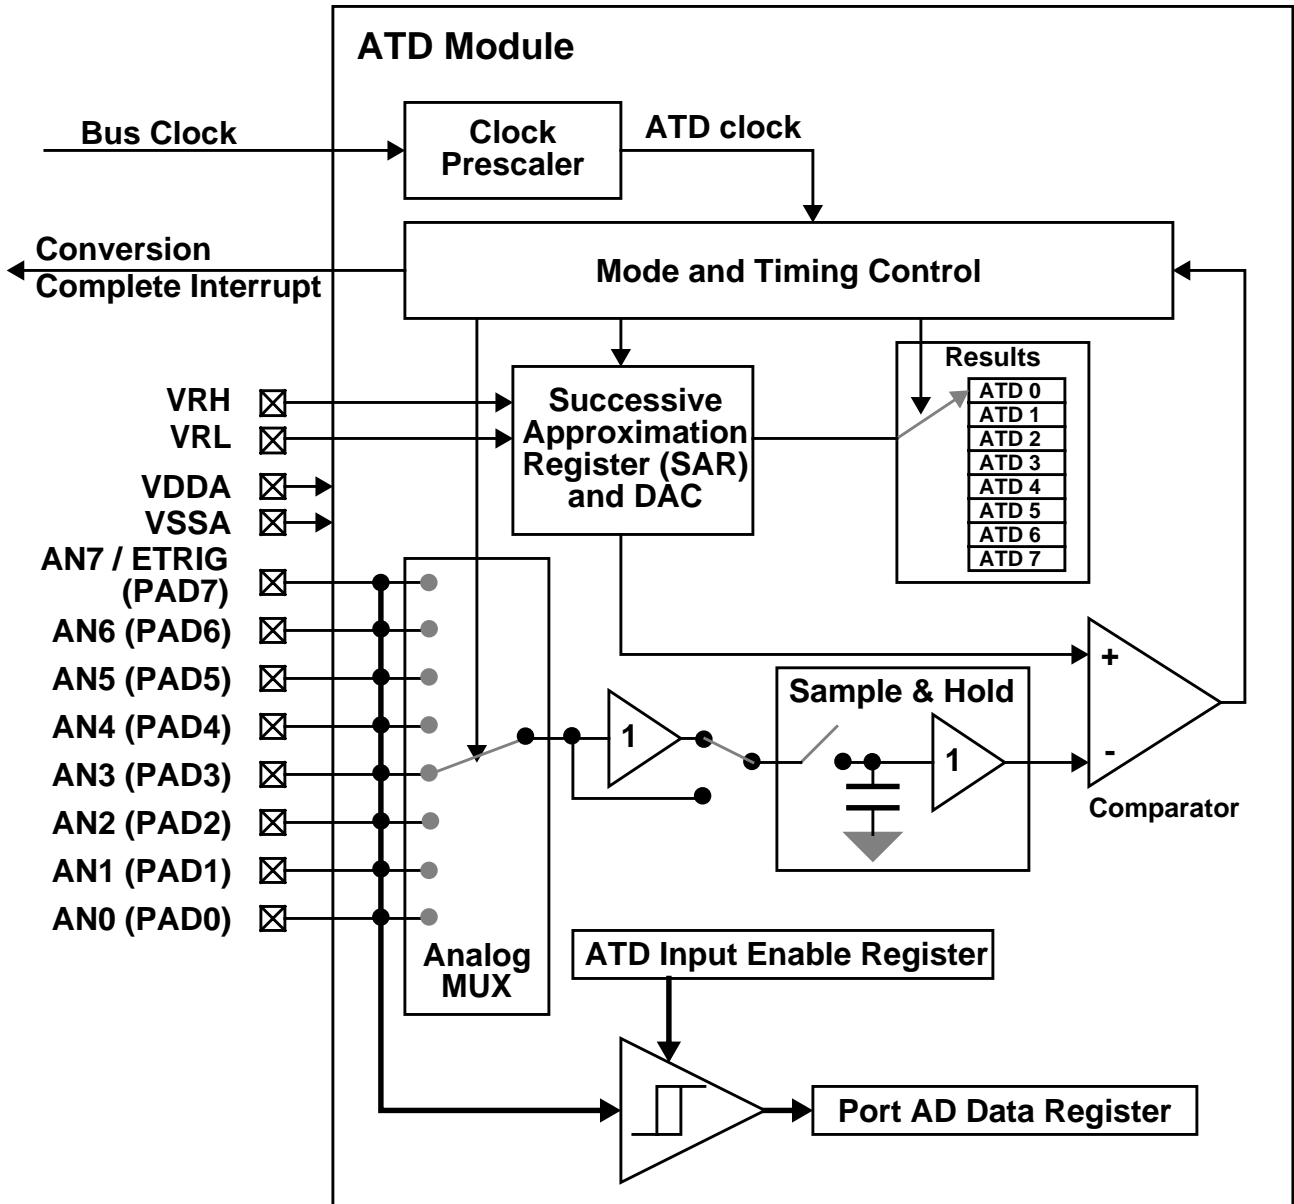 ATD Module
Bus Clock
Clock
Prescaler
ATD clock
Conversion
Complete Interrupt
Mode and Timing Control
Results
ATD 0
ATD 1
ATD 2
ATD 3
ATD 4
ATD 5
ATD 6
ATD 7
VRH
VRL
VDDA
VSSA
Successive
Approximation
Register (SAR)
and DAC
AN7 / ETRIG
(PAD7)
AN6 (PAD6)
AN5 (PAD5)
AN4 (PAD4)
AN3 (PAD3)
AN2 (PAD2)
AN1 (PAD1)
AN0 (PAD0)
Analog
MUX
1
Sample & Hold
1
+
-
Comparator
ATD Input Enable Register
Port AD Data Register